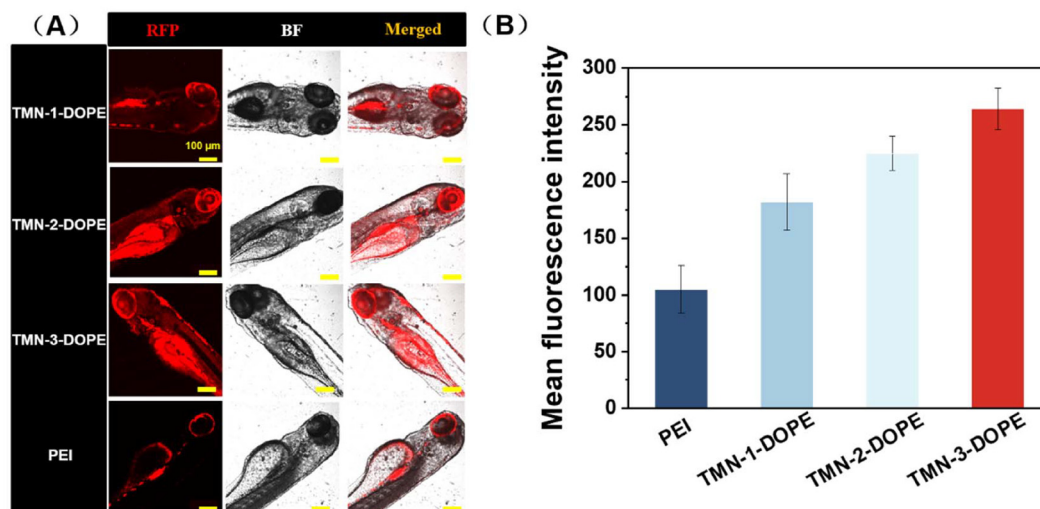 （A）
RFP BF Merged
TMN-1-DOPE
100 μm
TMN-2-DOPE
TMN-3-DOPE
PEI
（B）
Mean fluorescence intensity
300
250
200
150
100
50
0
PEI
TMN-1-DOPE
TMN-2-DOPE
TMN-3-DOPE